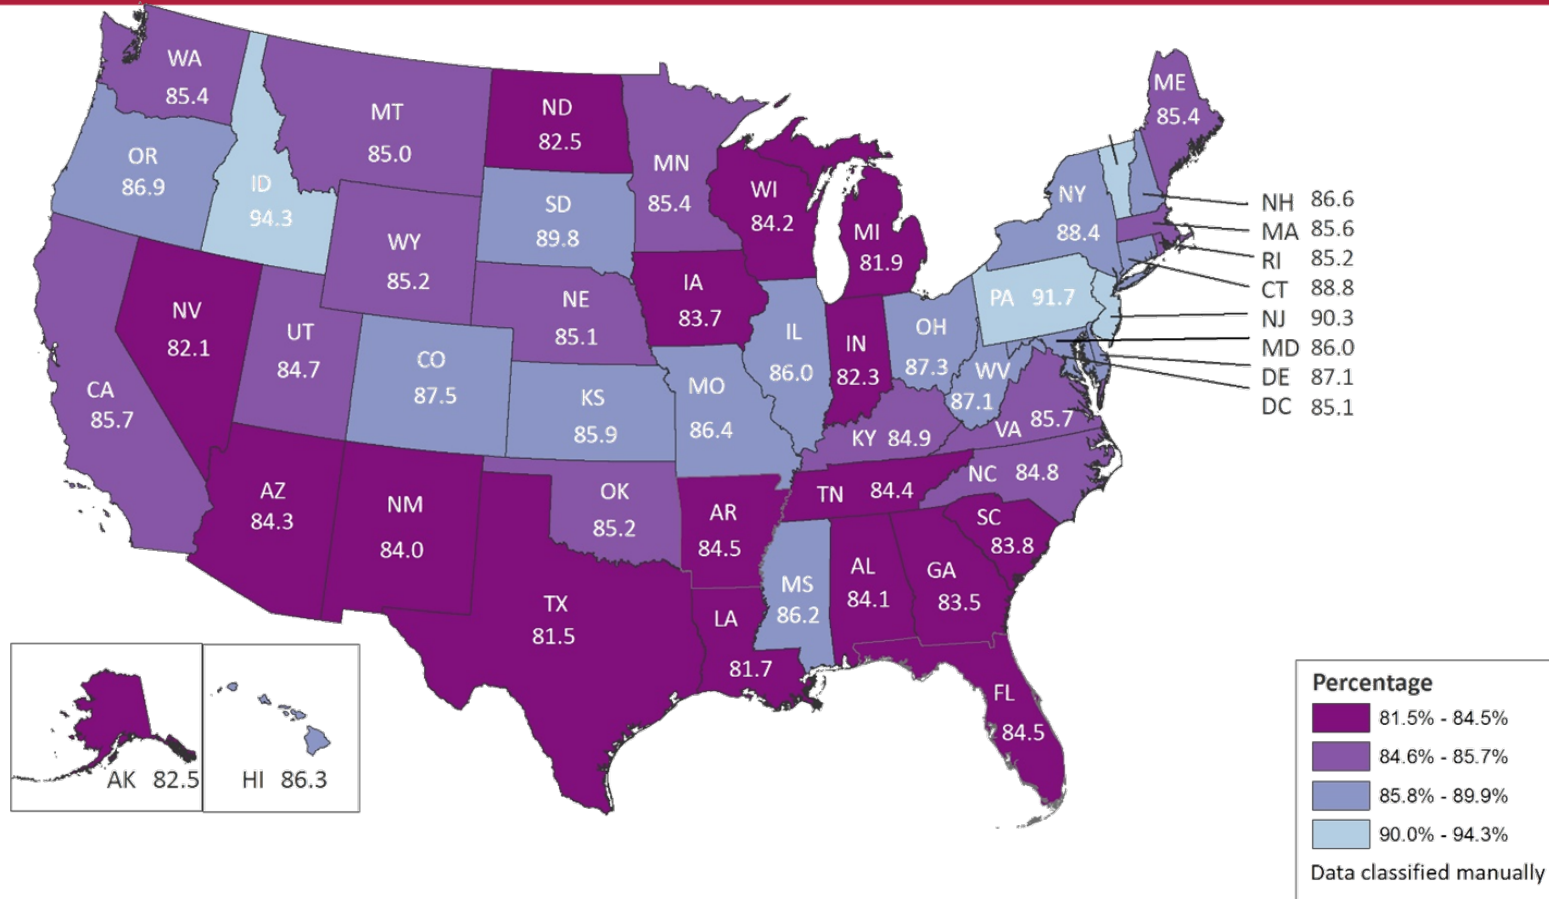 WA
85.4
MT
85.0
ND
82.5
MN
85.4
ME
85.4
OR
86.9
ID
94.3
WY
85.2
SD
89.8
WI
84.2
MI
81.9
NY
88.4
NH 86.6
MA 85.6
RI 85.2
CT 88.8
NJ 90.3
MD 86.0
DE 87.1
DC 85.1
NV
82.1
UT
84.7
CO
87.5
NE
85.1
IA
83.7
IL
86.0
IN
82.3
OH
87.3
PA 91.7
WV
87.1
VA 85.7
CA
85.7
KS
85.9
MO
86.4
KY 84.9
NC 84.8
TN 84.4
SC
83.8
AZ
84.3
NM
84.0
OK
85.2
AR
84.5
MS
86.2
AL
84.1
GA
83.5
TX
81.5
LA
81.7
FL
84.5
AK 82.5
HI 86.3
Percentage
81.5% - 84.5%
84.6% - 85.7%
85.8% - 89.9%
90.0% - 94.3%
Data classified manually